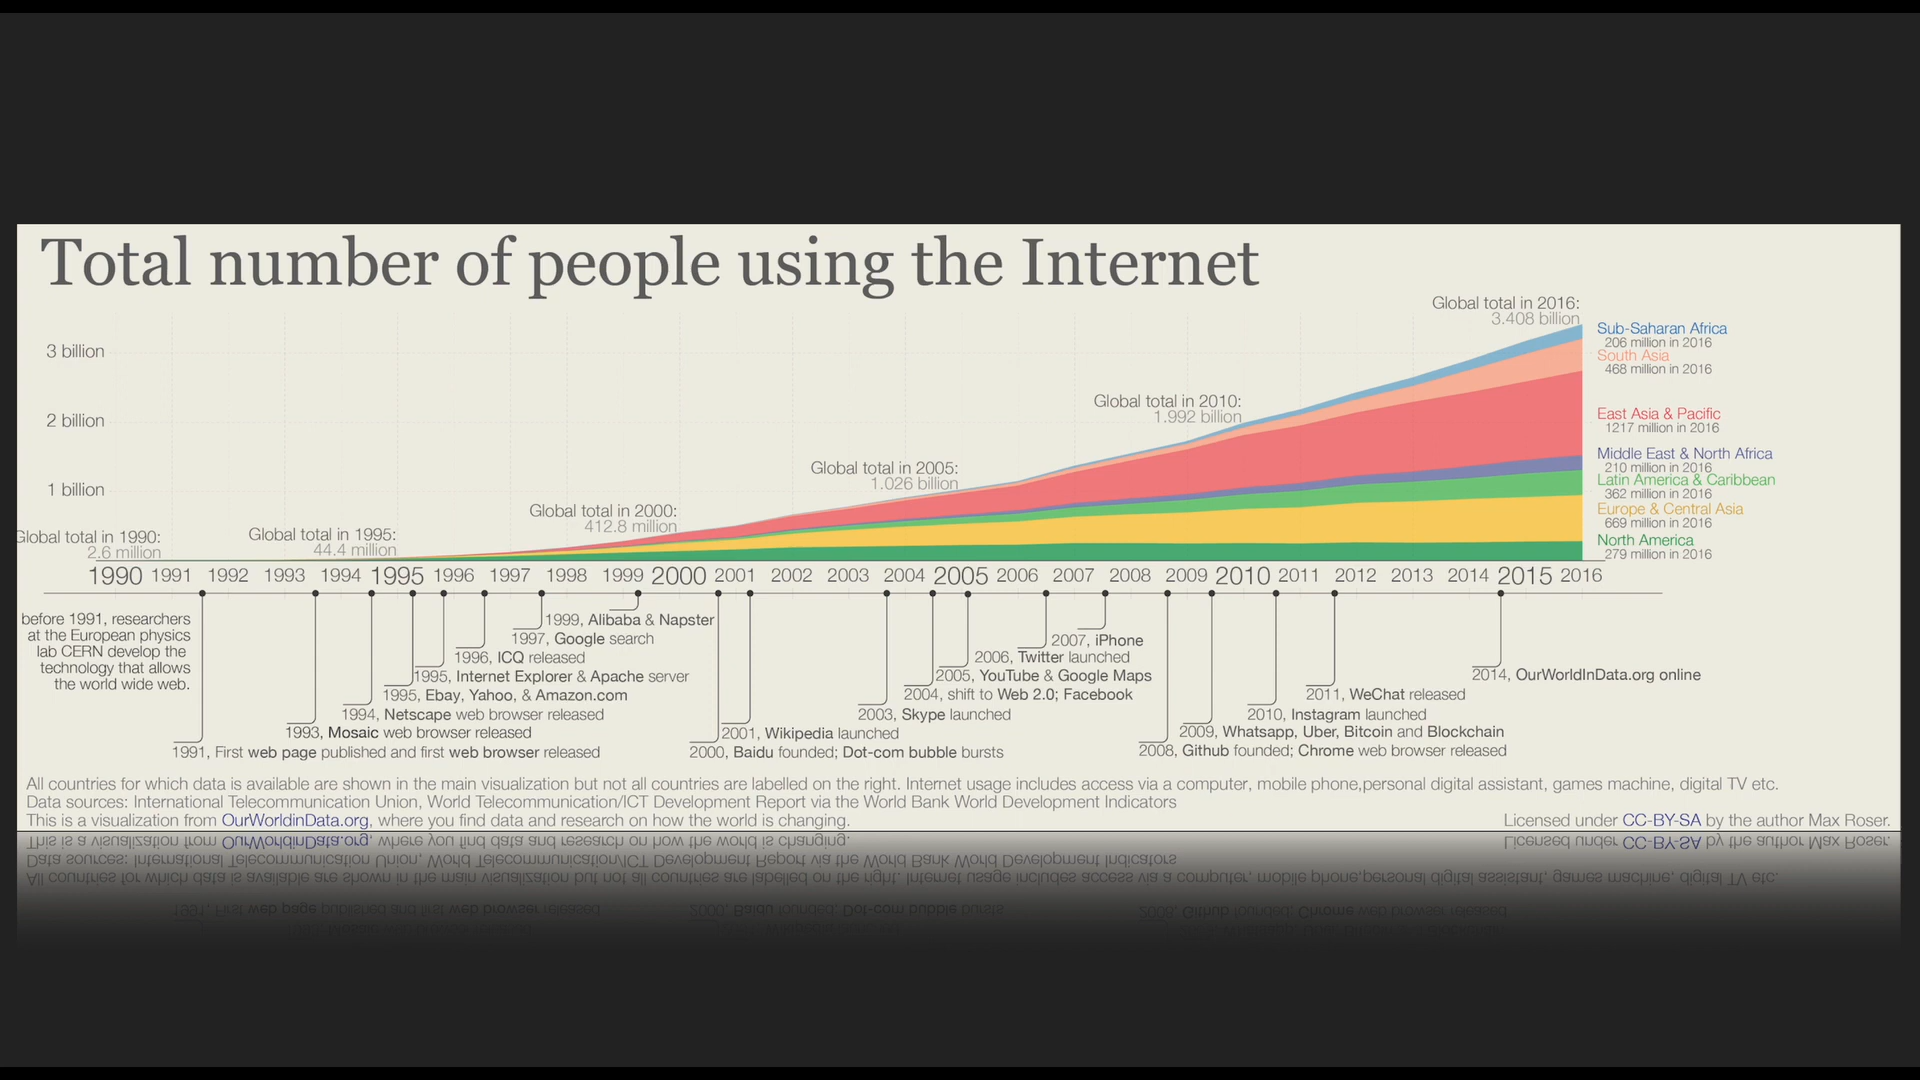 Total number of people using the Internet
Global total in 2016:
3.408 billion
Sub-Saharan Africa
206 million in 2016
South Asia
468 million in 2016
East Asia & Pacific
1217 million in 2016
Middle East & North Africa
210 million in 2016
Latin America & Caribbean
362 million in 2016
Europe & Central Asia
669 million in 2016
North America
279 million in 2016
3 billion
2 billion
1 billion
Global total in 2010:
1.992 billion
Global total in 2005:
1.026 billion
Global total in 2000:
412.8 million
Global total in 1995:
44.4 million
Global total in 1990:
2.6 million
1990 1991 1992 1993 1994 1995 1996 1997 1998 1999 2000 2001 2002 2003 2004 2005 2006 2007 2008 2009 2010 2011 2012 2013 2014 2015 2016
before 1991, researchers
at the European physics
lab CERN develop the
technology that allows
the world wide web.
1999, Alibaba & Napster
1997, Google search
1996, ICQ released
1995, Internet Explorer & Apache server
1995, Ebay, Yahoo, & Amazon.com
1994, Netscape web browser released
1993, Mosaic web browser released
1991, First web page published and first web browser released
2007, iPhone
2006, Twitter launched
2005, YouTube & Google Maps
2004, shift to Web 2.0; Facebook
2003, Skype launched
2001, Wikipedia launched
2000, Baidu founded; Dot-com bubble bursts
2014, OurWorldInData.org online
2011, WeChat released
2010, Instagram launched
2009, Whatsapp, Uber, Bitcoin and Blockchain
2008, Github founded; Chrome web browser released
All countries for which data is available are shown in the main visualization but not all countries are labelled on the right. Internet usage includes access via a computer, mobile phone,personal digital assistant, games machine, digital TV etc.
Data sources: International Telecommunication Union, World Telecommunication/ICT Development Report via the World Bank World Development Indicators
This is a visualization from OurWorldinData.org, where you find data and research on how the world is changing.
Licensed under CC-BY-SA by the author Max Roser.